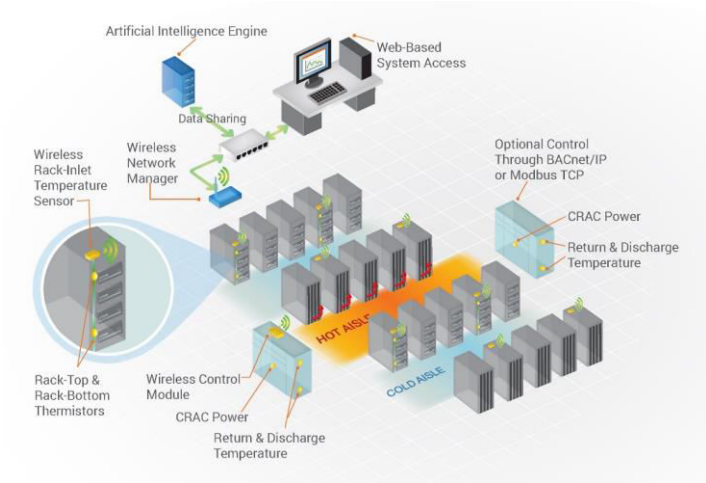 Artificial Intelligence Engine
Web-Based
System Access
Data Sharing
Wireless
Rack-Inlet
Temperature
Sensor
Wireless
Network
Manager
Optional Control
Through BACnet/IP
or Modbus TCP
CRAC Power
Return & Discharge
Temperature
HOT AISLE
COLD AISLE
Rack-Top &
Rack-Bottom
Thermistors
Wireless Control
Module
CRAC Power
Return & Discharge
Temperature